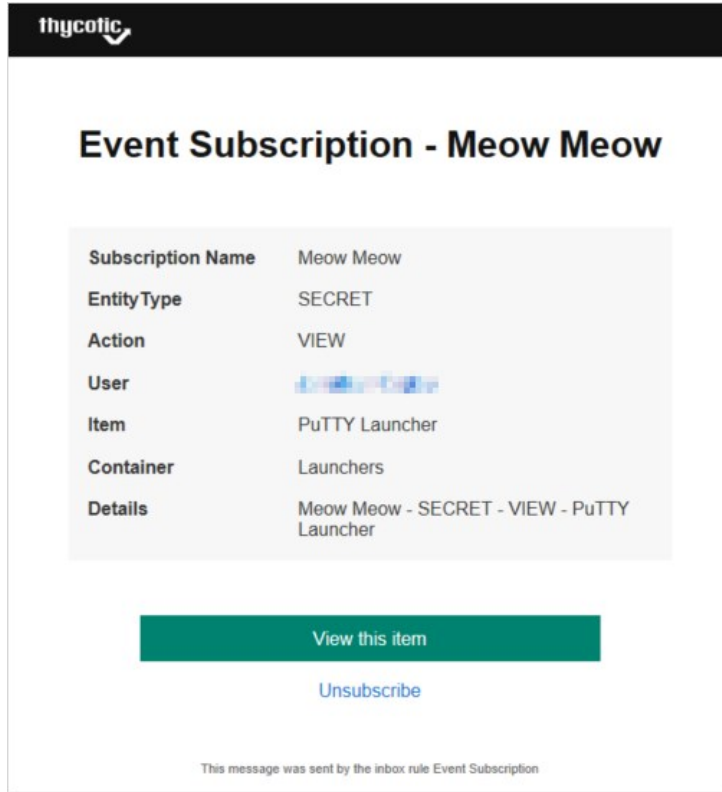 thycotic
Event Subscription - Meow Meow
Subscription Name Meow Meow
EntityType SECRET
Action VIEW
User
Item PuTTY Launcher
Container Launchers
Details Meow Meow - SECRET - VIEW - PuTTY
Launcher
View this item
Unsubscribe
This message was sent by the inbox rule Event Subscription